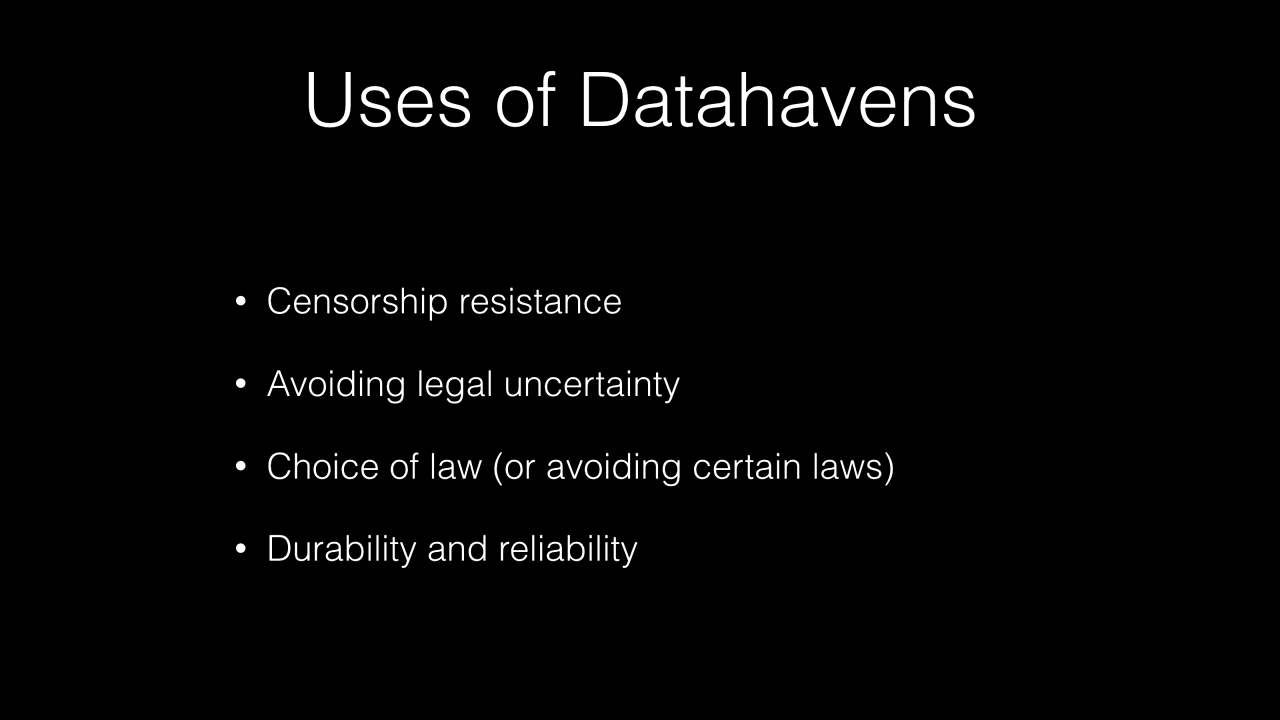 Uses of Datahavens
• Censorship resistance
• Avoiding legal uncertainty
• Choice of law (or avoiding certain laws)
• Durability and reliability